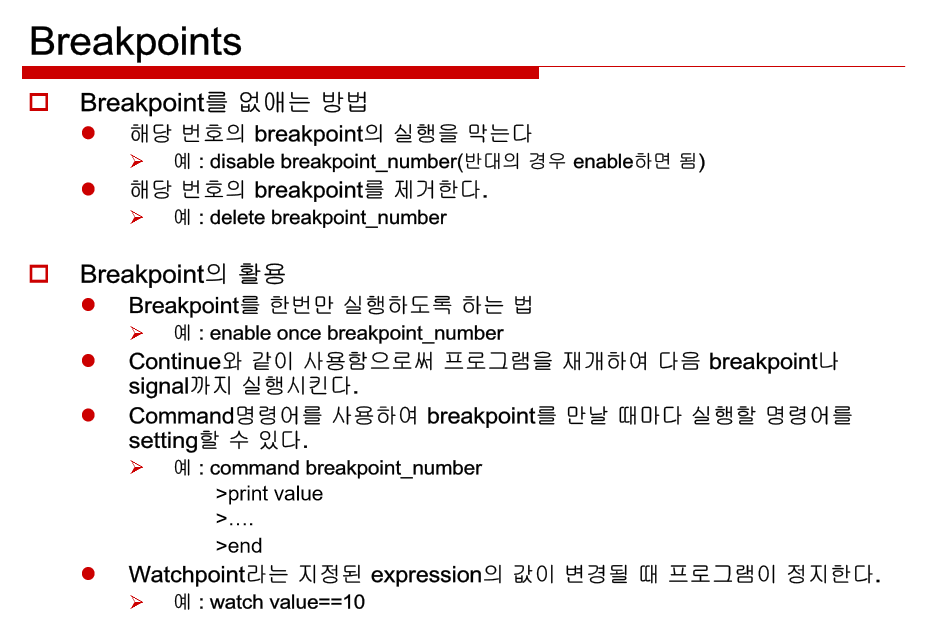 Breakpoints
Breakpoint를 없애는 방법
해당 번호의 breakpoint의 실행을 막는다
예 : disable breakpoint_number(반대의 경우 enable하면 됨)
해당 번호의 breakpoint를 제거한다.
예 : delete breakpoint_number
Breakpoint의 활용
Breakpoint를 한번만 실행하도록 하는 법
예 : enable once breakpoint_number
Continue와 같이 사용함으로써 프로그램을 재개하여 다음 breakpoint나
signal까지 실행시킨다.
Command명령어를 사용하여 breakpoint를 만날 때마다 실행할 명령어를
setting할 수 있다.
예 : command breakpoint_number
>print value
>....
>end
Watchpoint라는 지정된 expression의 값이 변경될 때 프로그램이 정지한다.
예 : watch value==10